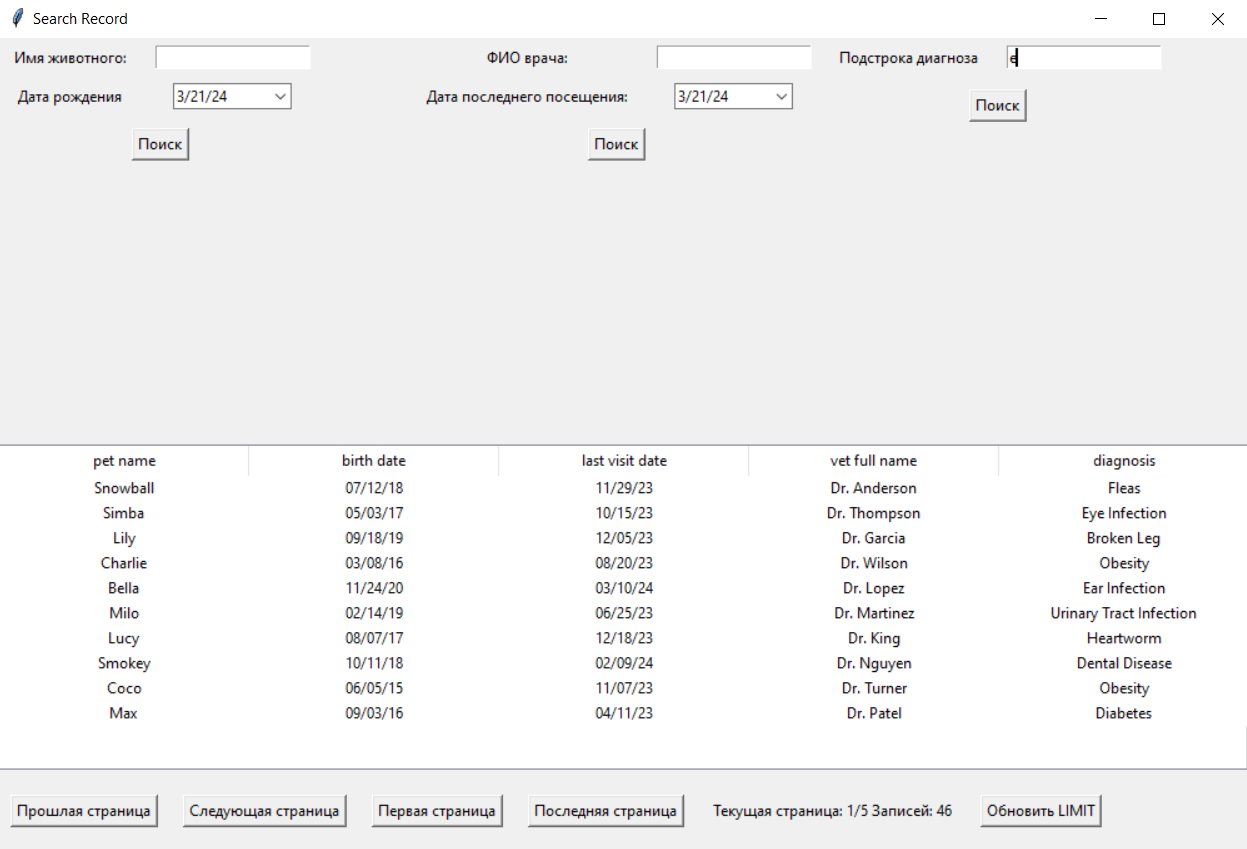 Search Record
Имя животного: ФИО врача: Подстрока диагноза e
Дата рождения 3/21/24 Дата последнего посещения: 3/21/24
Поиск
Поиск Поиск
pet name birth date last visit date vet full name diagnosis
Snowball 07/12/18 11/29/23 Dr. Anderson Fleas
Simba 05/03/17 10/15/23 Dr. Thompson Eye Infection
Lily 09/18/19 12/05/23 Dr. Garcia Broken Leg
Charlie 03/08/16 08/20/23 Dr. Wilson Obesity
Bella 11/24/20 03/10/24 Dr. Lopez Ear Infection
Milo 02/14/19 06/25/23 Dr. Martinez Urinary Tract Infection
Lucy 08/07/17 12/18/23 Dr. King Heartworm
Smokey 10/11/18 02/09/24 Dr. Nguyen Dental Disease
Coco 06/05/15 11/07/23 Dr. Turner Obesity
Max 09/03/16 04/11/23 Dr. Patel Diabetes
Прошлая страница Следующая страница Первая страница Последняя страница Текущая страница: 1/5 Записей: 46 Обновить LIMIT